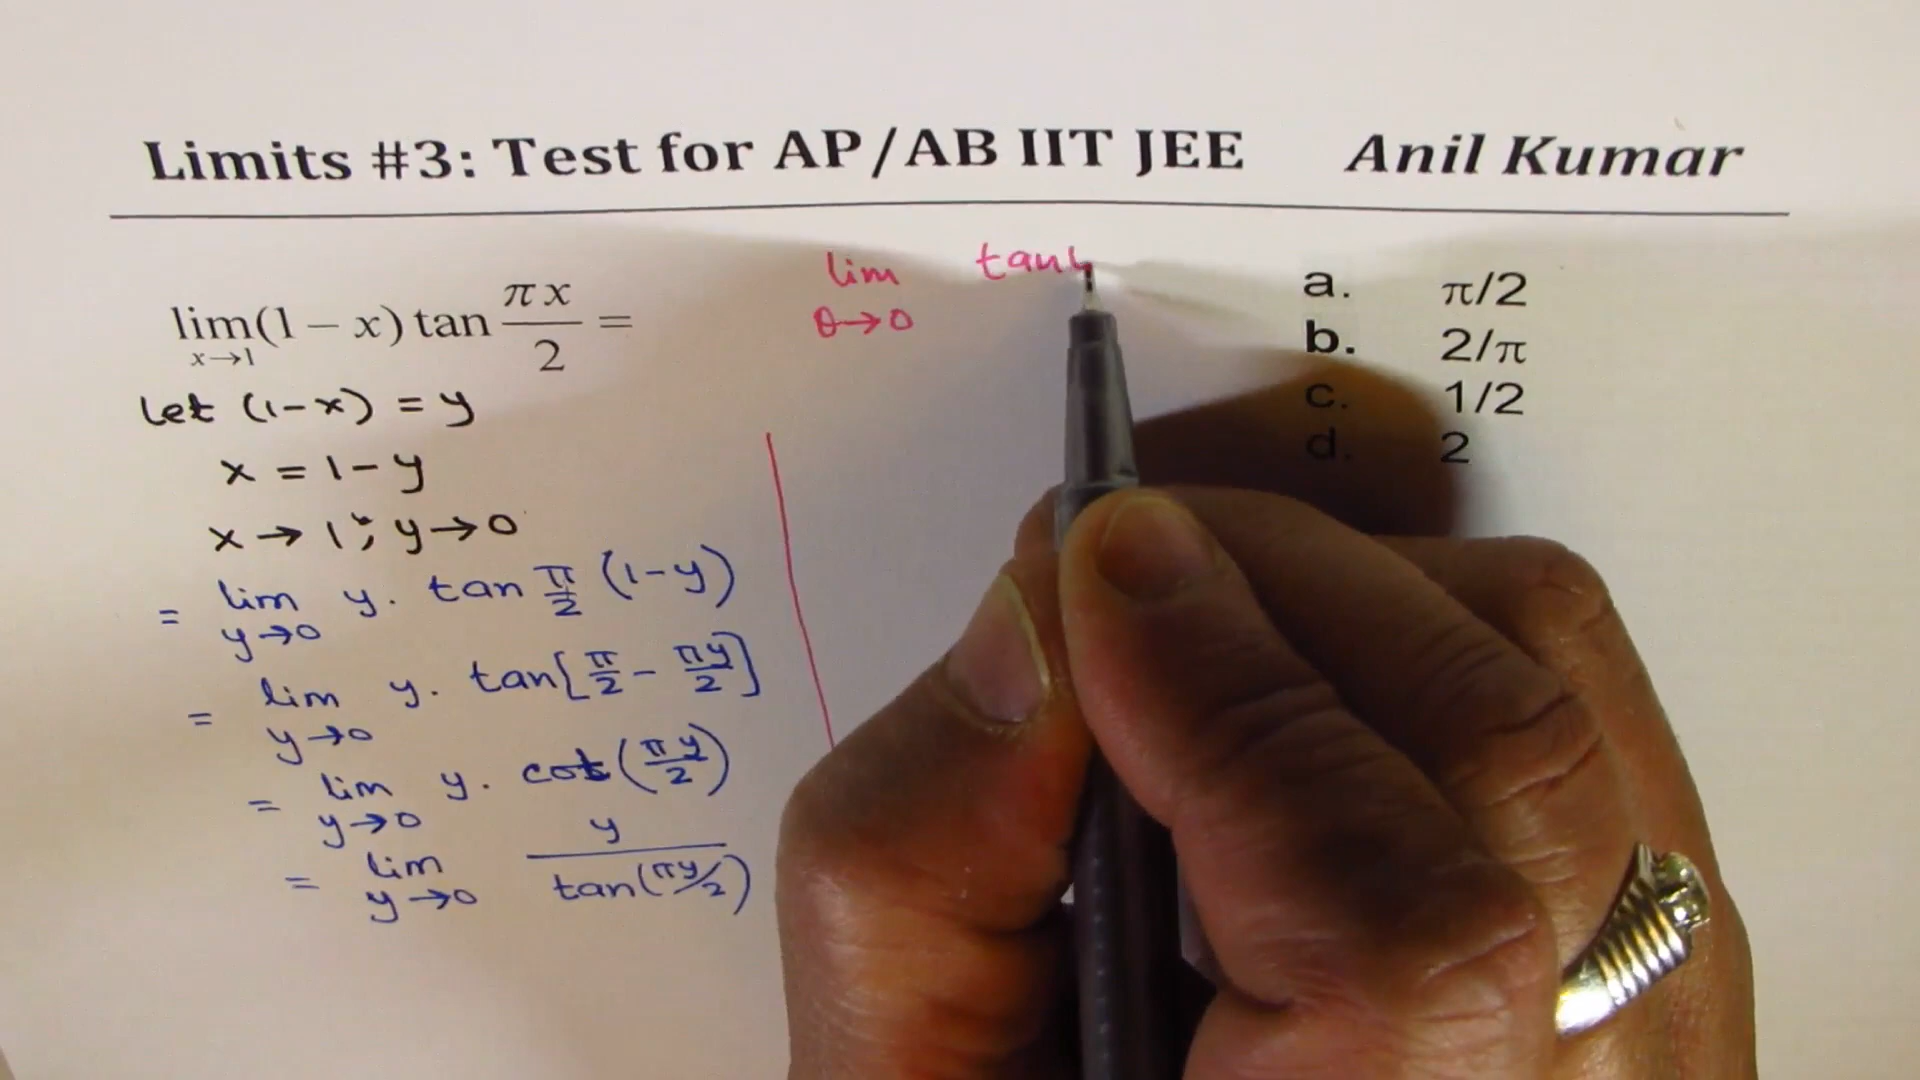 Limits #3: Test for AP/AB IIT JEE Anil Kumar
lim(1 − x) tan πx/2 =
x→1
let (1-x) = y
x = 1-y
x → 1; y→0
= lim y. tan π/2 (1-y)
y→0
= lim y. tan[π/2 - πy/2]
y→0
= lim y. cot(πy/2)
y→0
= lim y/tan(πy/2)
y→0
lim tan
θ→0
a. π/2
b. 2/π
c. 1/2
d. 2